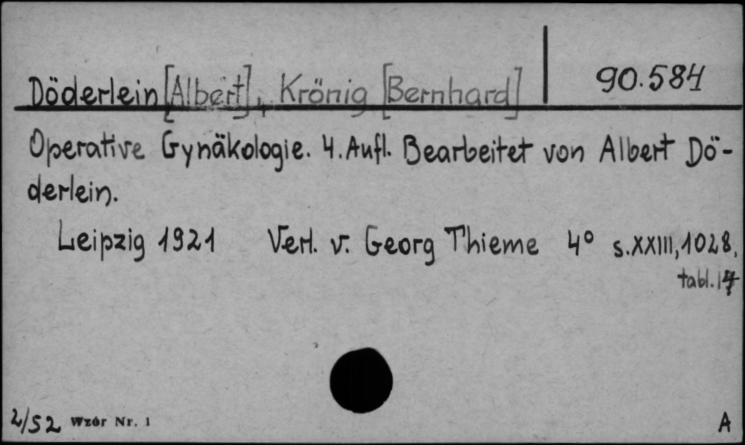 Döderlein [Albert], Krönig [Bernhard] 90.584
Operative Gynäkologie. 4. Aufl. Bearbeitet von Albert Dö-
derlein.
Leipzig 1921 Verl. v. Georg Thieme 4° s. XXIII, 1028,
tabl. 17
2/52 Wzór Nr. 1 A